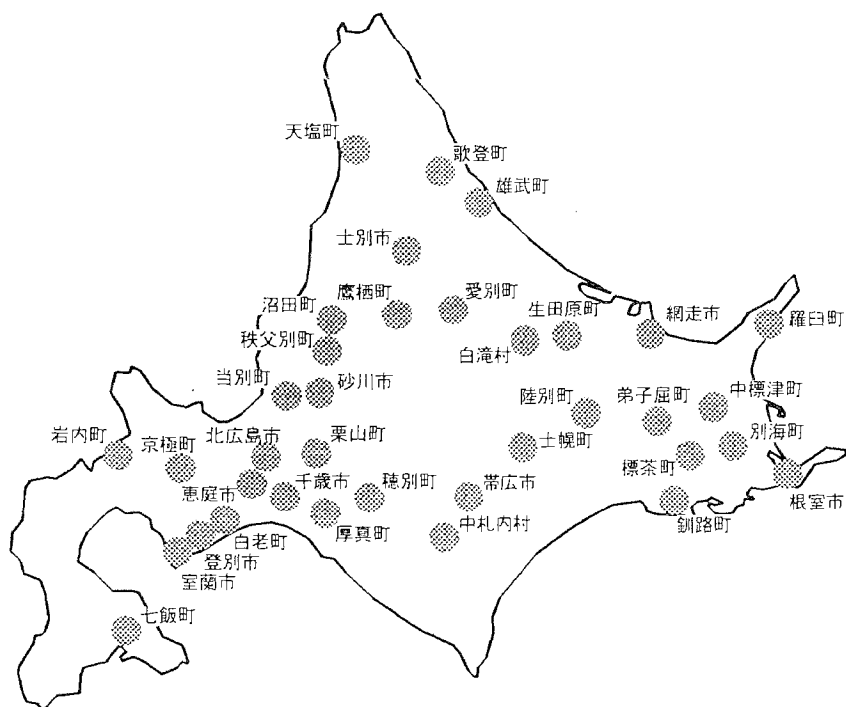 天塩町
歌登町
雄武町
士別市
沼田町
鷹栖町
愛別町
生田原町
網走市
羅臼町
秩父別町
白滝村
当別町
砂川市
陸別町
弟子屈町
中標津町
岩内町
京極町
北広島市
栗山町
士幌町
標茶町
別海町
恵庭市
千歳市
穂別町
帯広市
根室市
白老町
厚真町
中札内村
釧路町
登別市
室蘭市
七飯町